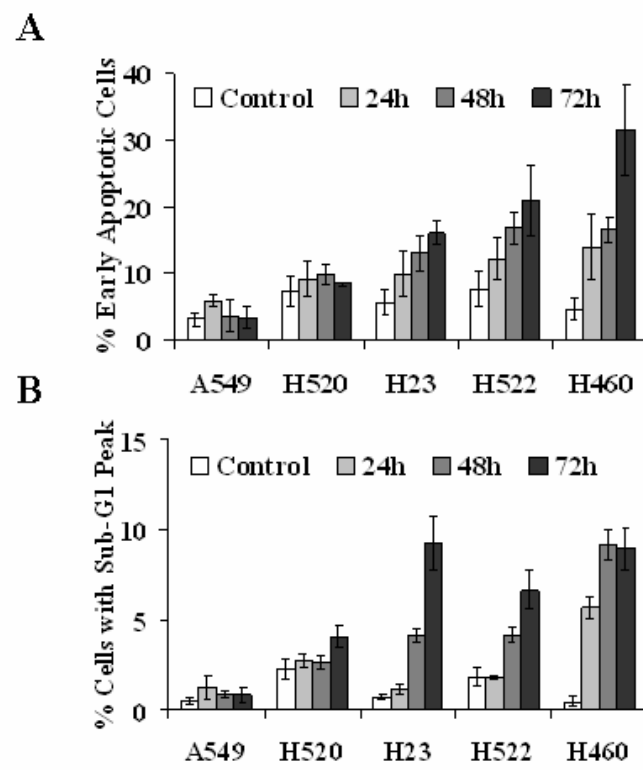 A
% Early Apoptotic Cells
40
30
20
10
0
Control 24h 48h 72h
A549 H520 H23 H522 H460
B
% Cells with Sub-G1 Peak
15
10
5
0
Control 24h 48h 72h
A549 H520 H23 H522 H460